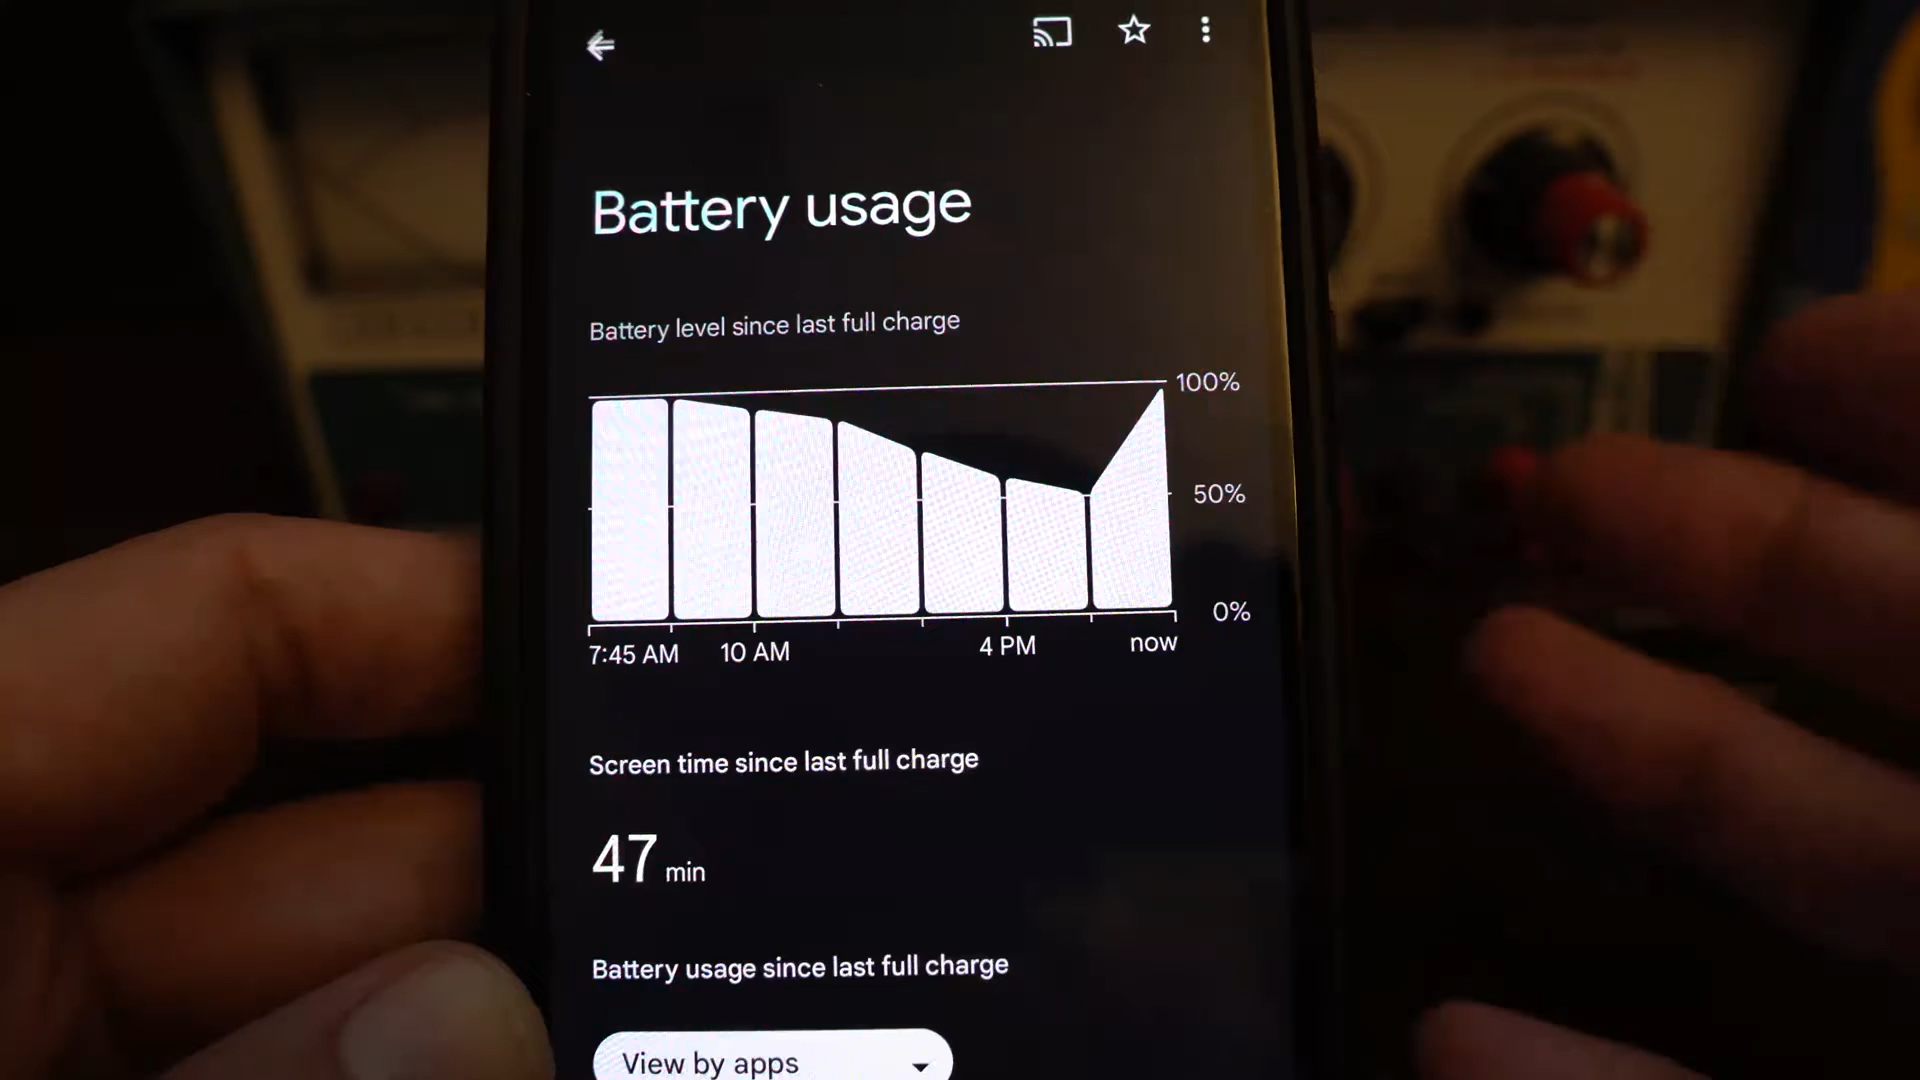 Battery usage
Battery level since last full charge
100%
50%
0%
7:45 AM 10 AM 4 PM now
Screen time since last full charge
47 min
Battery usage since last full charge
View by apps